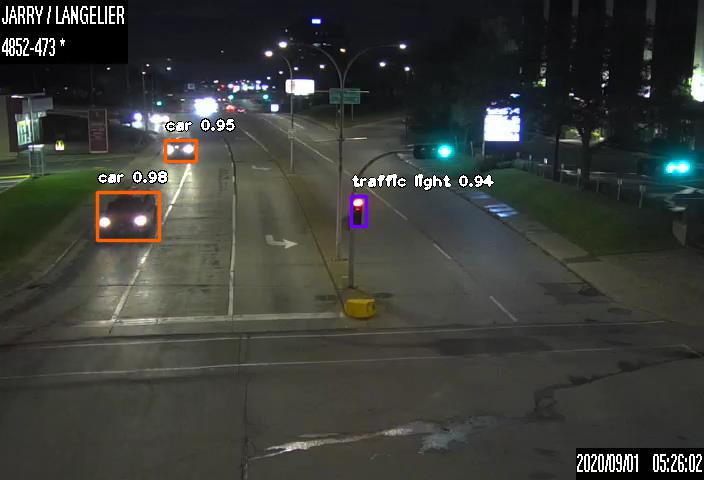 JARRY / LANGELIER
4852-473 *
car 0.95
car 0.98
traffic light 0.94
2020/09/01 05:26:02